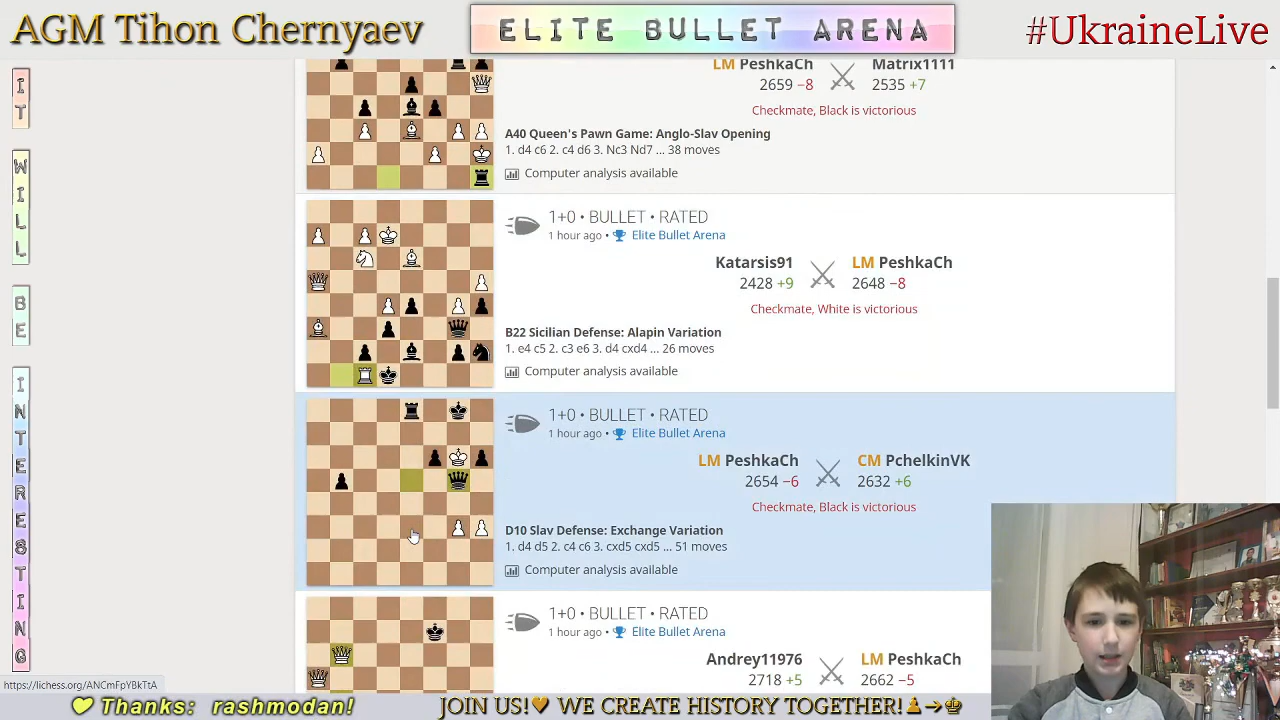 AGM Tihon Chernyaev
ELITE BULLET ARENA
#UkraineLive
IT
WILL
BE
INTERESTING
LM PeshkaCh
Matrix1111
2659 −8
2535 +7
Checkmate, Black is victorious
A40 Queen's Pawn Game: Anglo-Slav Opening
1. d4 c6 2. c4 d6 3. Nc3 Nd7 ... 38 moves
Computer analysis available
1+0 • BULLET • RATED
1 hour ago • Elite Bullet Arena
Katarsis91
LM PeshkaCh
2428 +9
2648 −8
Checkmate, White is victorious
B22 Sicilian Defense: Alapin Variation
1. e4 c5 2. c3 e6 3. d4 cxd4 ... 26 moves
Computer analysis available
1+0 • BULLET • RATED
1 hour ago • Elite Bullet Arena
LM PeshkaCh
CM PchelkinVK
2654 −6
2632 +6
Checkmate, Black is victorious
D10 Slav Defense: Exchange Variation
1. d4 d5 2. c4 c6 3. cxd5 cxd5 ... 51 moves
Computer analysis available
1+0 • BULLET • RATED
1 hour ago • Elite Bullet Arena
Andrey11976
LM PeshkaCh
2718 +5
2662 −5
https://lichess.org/ANCmFpYBkTtA
Thanks: rashmodan!
JOIN US! WE CREATE HISTORY TOGETHER!